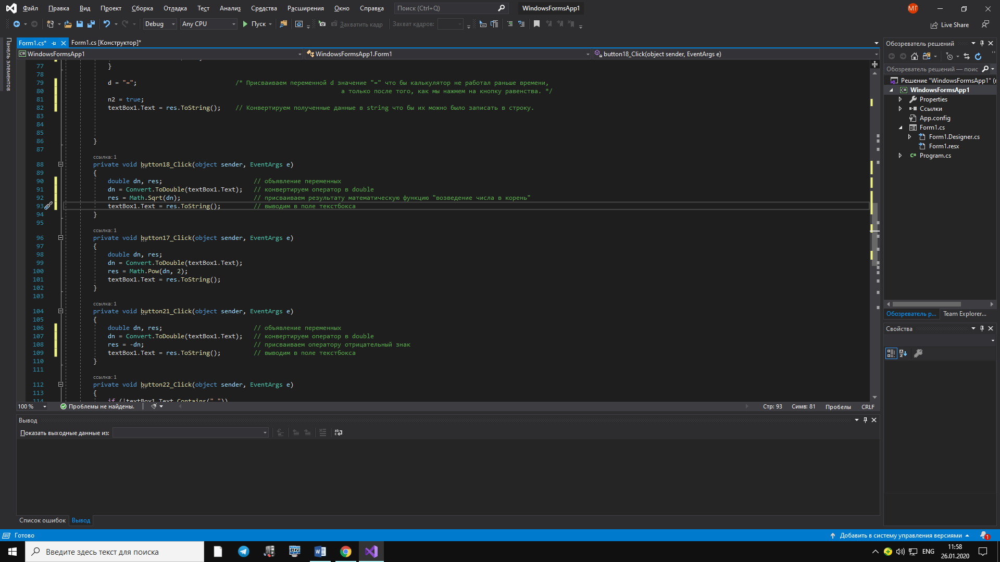 Файл Правка Вид Проект Сборка Отладка Тест Анализ Средства Расширения Окно Справка Поиск (Ctrl+Q) WindowsFormsApp1 МГ
Debug Any CPU Пуск Захватить кадр Захват кадров: Live Share
Панель элементов
Form1.cs* Form1.cs [Конструктор]*
WindowsFormsApp1 WindowsFormsApp1.Form1 button18_Click(object sender, EventArgs e)
77 }
78
79 d = "="; /* Присваиваем переменной d значение "=" что бы калькулятор не работал раньше времени,
80 а только после того, как мы нажмем на кнопку равенства. */
81 n2 = true;
82 textBox1.Text = res.ToString(); // Конвертируем полученные данные в string что бы их можно было записать в строку.
83
84
85
86 }
87
ссылка: 1
88 private void button18_Click(object sender, EventArgs e)
89 {
90 double dn, res; // объявление переменных
91 dn = Convert.ToDouble(textBox1.Text); // конвертируем оператор в double
92 res = Math.Sqrt(dn); // присваиваем результату математическую функцию "возведение числа в корень"
93 textBox1.Text = res.ToString(); // выводим в поле текстбокса
94 }
95
ссылка: 1
96 private void button17_Click(object sender, EventArgs e)
97 {
98 double dn, res;
99 dn = Convert.ToDouble(textBox1.Text);
100 res = Math.Pow(dn, 2);
101 textBox1.Text = res.ToString();
102 }
103
ссылка: 1
104 private void button21_Click(object sender, EventArgs e)
105 {
106 double dn, res; // объявление переменных
107 dn = Convert.ToDouble(textBox1.Text); // конвертируем оператор в double
108 res = -dn; // присваиваем оператору отрицательный знак
109 textBox1.Text = res.ToString(); // выводим в поле текстбокса
110 }
111
ссылка: 1
112 private void button22_Click(object sender, EventArgs e)
113 {
114 if (!textBox1.Text.Contains(
100 % Проблемы не найдены. Стр: 93 Симв: 81 Пробелы CRLF
Вывод
Показать выходные данные из:
Список ошибок Вывод
Обозреватель решений
Обозреватель решений — поис
Решение "WindowsFormsApp1"
WindowsFormsApp1
Properties
Ссылки
App.config
Form1.cs
Form1.Designer.cs
Form1.resx
Program.cs
Обозреватель р... Team Explorer...
Свойства
Готово Добавить в систему управления версиями 1
Введите здесь текст для поиска ENG 11:58
26.01.2020